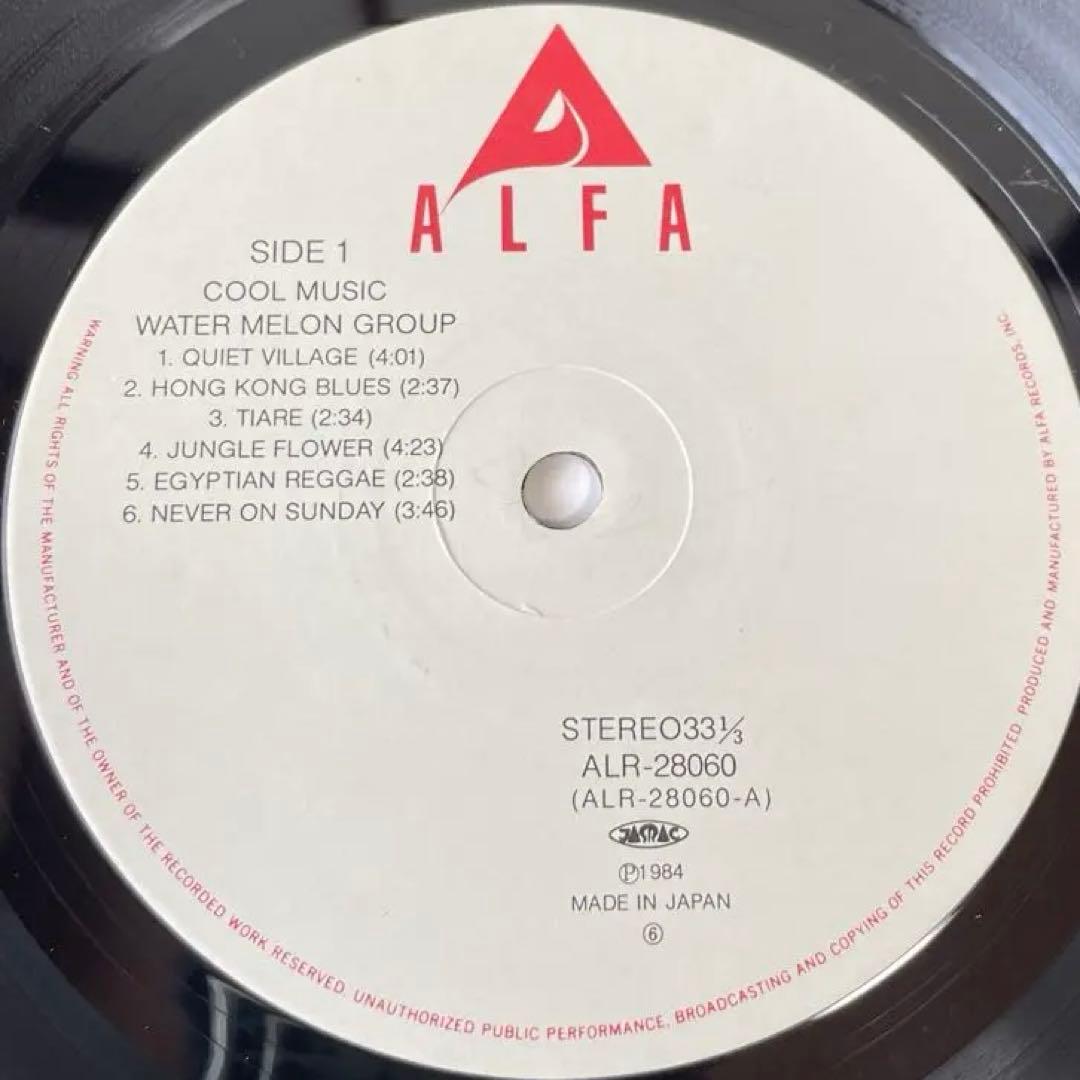 ALFA
SIDE 1
COOL MUSIC
WATER MELON GROUP
1. QUIET VILLAGE (4:01)
2. HONG KONG BLUES (2:37)
3. TIARE (2:34)
4. JUNGLE FLOWER (4:23)
5. EGYPTIAN REGGAE (2:38)
6. NEVER ON SUNDAY (3:46)
STEREO33⅓
ALR-28060
(ALR-28060-A)
JASRAC
Ⓟ1984
MADE IN JAPAN
⑥
WARNING ALL RIGHTS OF THE MANUFACTURER AND OF THE OWNER OF THE RECORDED WORK RESERVED. UNAUTHORIZED PUBLIC PERFORMANCE, BROADCASTING AND COPYING OF THIS RECORD PROHIBITED PRODUCED AND MANUFACTURED BY ALFA RECORDS, INC.